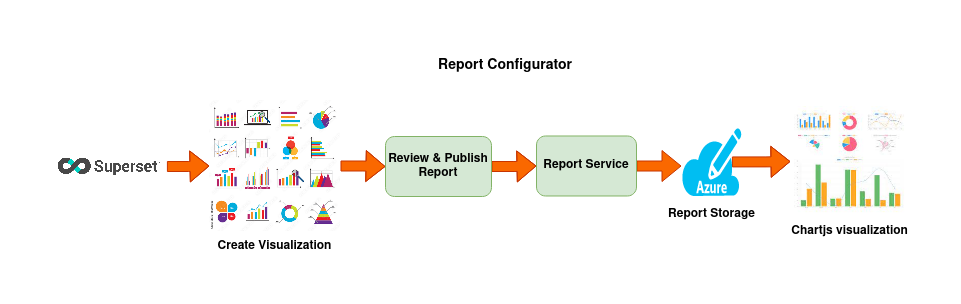 Report Configurator
Superset
Create Visualization
Review & Publish
Report
Report Service
Azure
Report Storage
Chartjs visualization